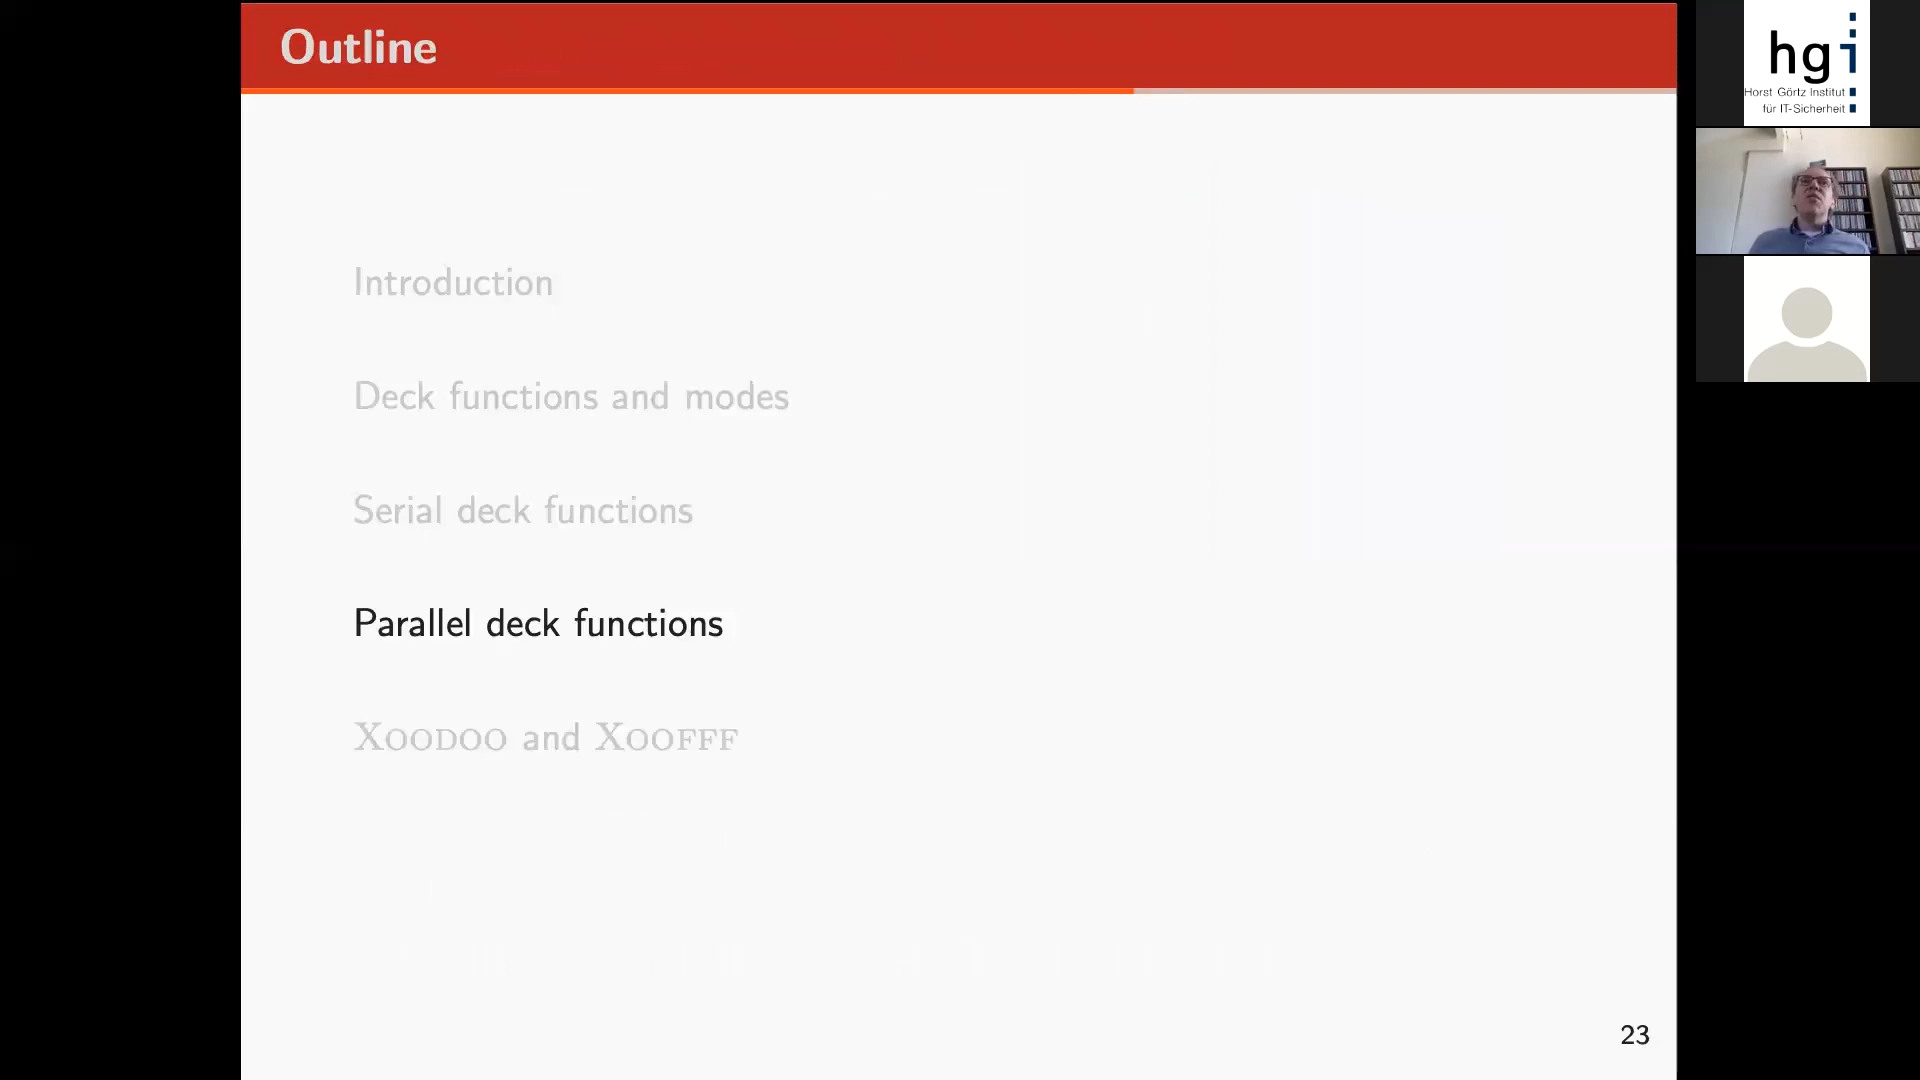 Outline
Introduction
Deck functions and modes
Serial deck functions
Parallel deck functions
XOODOO and XOOFFF
23
hgi
Horst Görtz Institut
für IT-Sicherheit